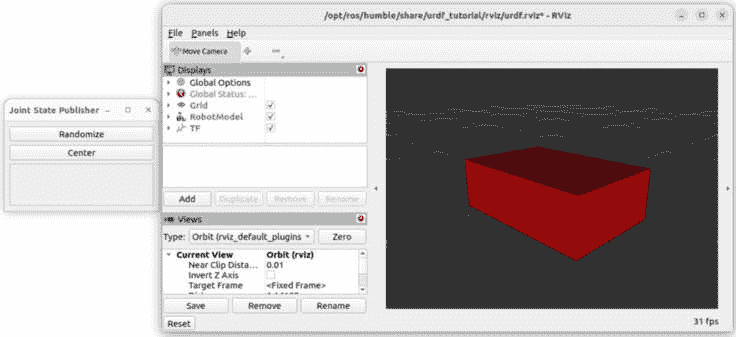 /opt/ros/humble/share/urdf_tutorial/rviz/urdf.rviz* - RViz
File Panels Help
Move Camera
Displays
Global Options
Global Status: ...
Grid
RobotModel
TF
Add Duplicate Remove Rename
Views
Type: Orbit (rviz_default_plugins Zero
Current View Orbit (rviz)
Near Clip Dista... 0.01
Invert Z Axis
Target Frame <Fixed Frame>
Save Remove Rename
Reset
31 fps
Joint State Publisher
Randomize
Center